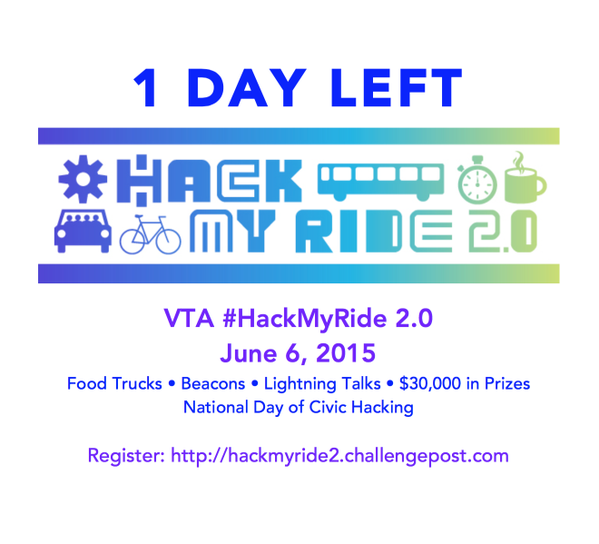 1 DAY LEFT
HACK
MY RIDE 2.0
VTA #HackMyRide 2.0
June 6, 2015
Food Trucks • Beacons • Lightning Talks • $30,000 in Prizes
National Day of Civic Hacking
Register: http://hackmyride2.challengepost.com